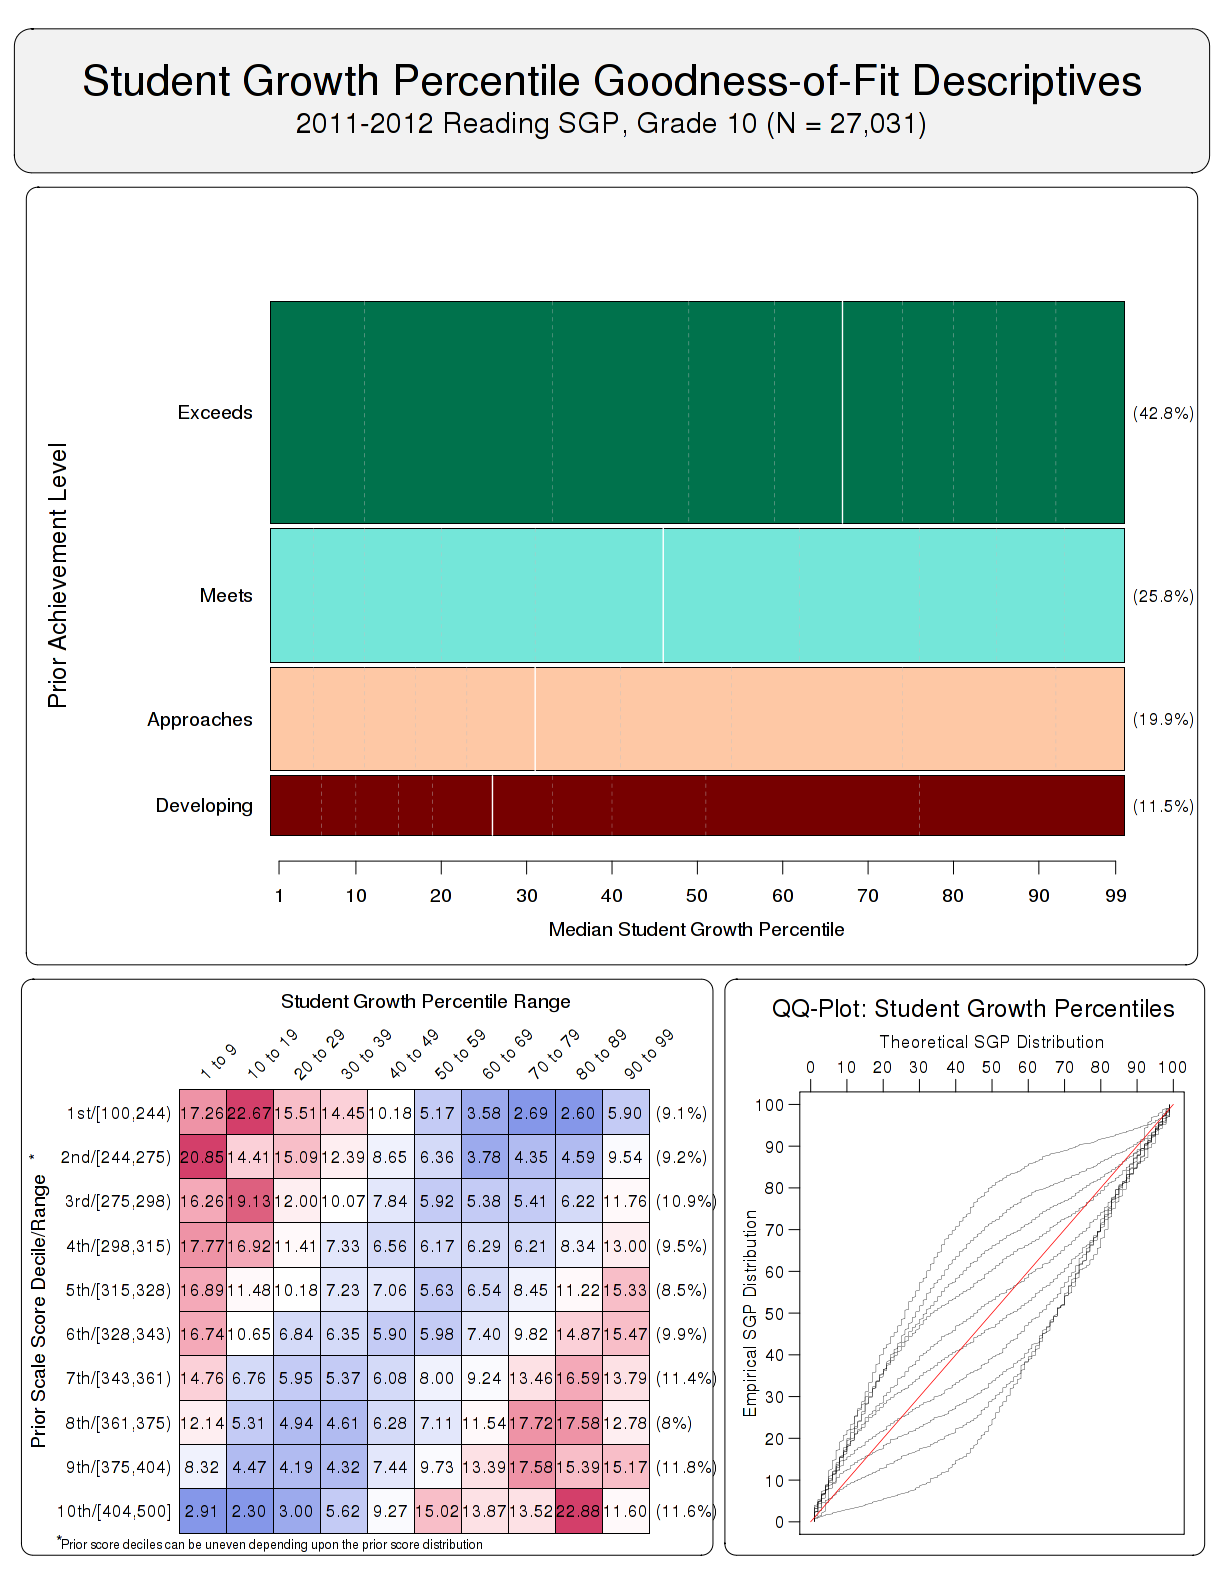 Student Growth Percentile Goodness-of-Fit Descriptives
2011-2012 Reading SGP, Grade 10 (N = 27,031)
Prior Achievement Level
Exceeds (42.8%)
Meets (25.8%)
Approaches (19.9%)
Developing (11.5%)
1 10 20 30 40 50 60 70 80 90 99
Median Student Growth Percentile
Student Growth Percentile Range
1 to 9 10 to 19 20 to 29 30 to 39 40 to 49 50 to 59 60 to 69 70 to 79 80 to 89 90 to 99
Prior Scale Score Decile/Range *
1st/[100,244) 17.26 22.67 15.51 14.45 10.18 5.17 3.58 2.69 2.60 5.90 (9.1%)
2nd/[244,275) 20.85 14.41 15.09 12.39 8.65 6.36 3.78 4.35 4.59 9.54 (9.2%)
3rd/[275,298) 16.26 19.13 12.00 10.07 7.84 5.92 5.38 5.41 6.22 11.76 (10.9%)
4th/[298,315) 17.77 16.92 11.41 7.33 6.56 6.17 6.29 6.21 8.34 13.00 (9.5%)
5th/[315,328) 16.89 11.48 10.18 7.23 7.06 5.63 6.54 8.45 11.22 15.33 (8.5%)
6th/[328,343) 16.74 10.65 6.84 6.35 5.90 5.98 7.40 9.82 14.87 15.47 (9.9%)
7th/[343,361) 14.76 6.76 5.95 5.37 6.08 8.00 9.24 13.46 16.59 13.79 (11.4%)
8th/[361,375) 12.14 5.31 4.94 4.61 6.28 7.11 11.54 17.72 17.58 12.78 (8%)
9th/[375,404) 8.32 4.47 4.19 4.32 7.44 9.73 13.39 17.58 15.39 15.17 (11.8%)
10th/[404,500] 2.91 2.30 3.00 5.62 9.27 15.02 13.87 13.52 22.88 11.60 (11.6%)
*Prior score deciles can be uneven depending upon the prior score distribution
QQ-Plot: Student Growth Percentiles
Theoretical SGP Distribution
0 10 20 30 40 50 60 70 80 90 100
Empirical SGP Distribution
100
90
80
70
60
50
40
30
20
10
0